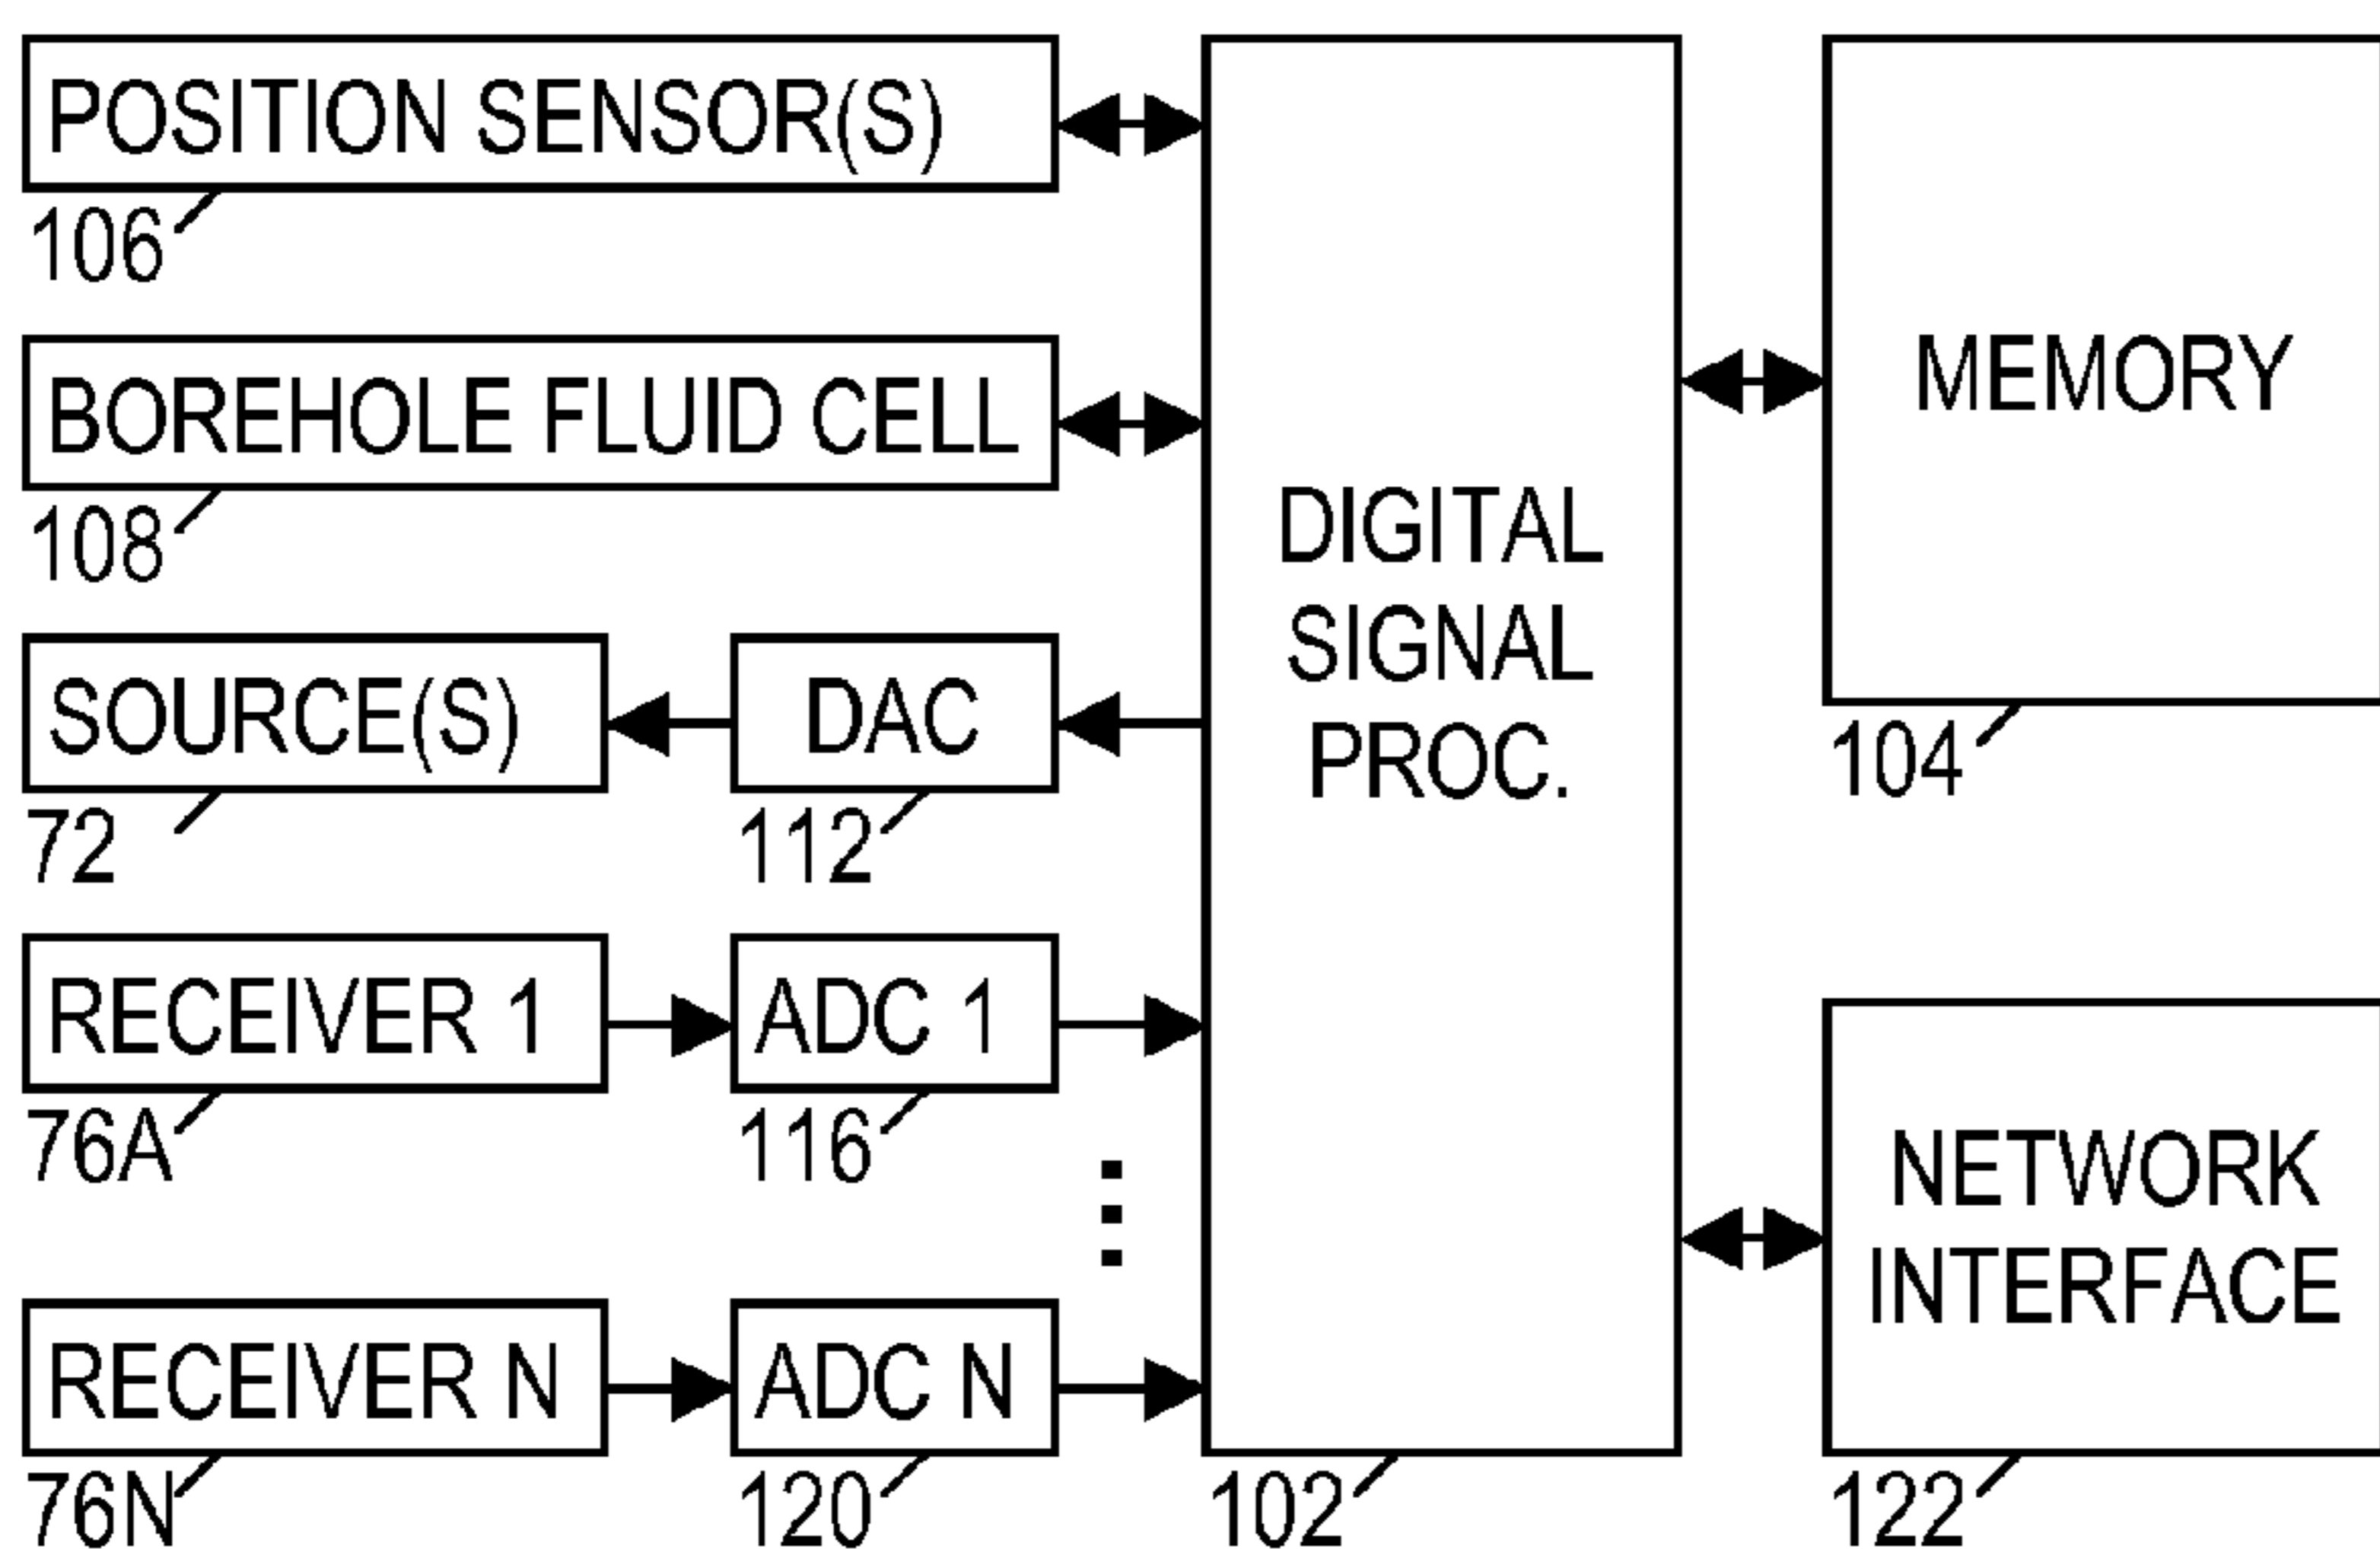 POSITION SENSOR(S)
106
BOREHOLE FLUID CELL
108
SOURCE(S)
72
DAC
112
RECEIVER 1
76A
ADC 1
116
RECEIVER N
76N
ADC N
120
DIGITAL
SIGNAL
PROC.
102
MEMORY
104
NETWORK
INTERFACE
122